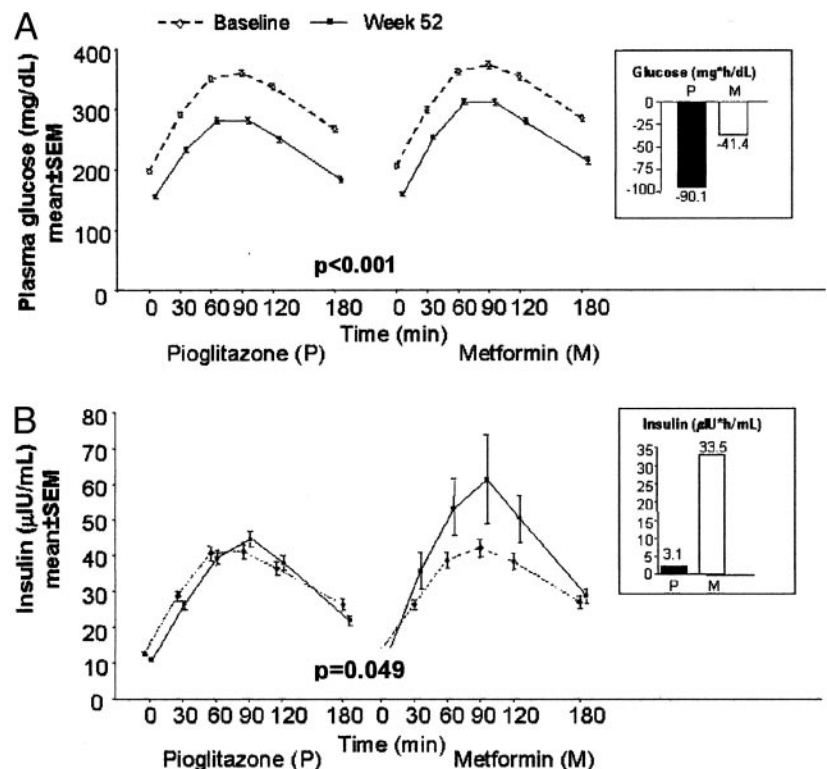 A
Baseline
Week 52
Plasma glucose (mg/dL)
mean±SEM
400
300
200
100
0
p<0.001
0 30 60 90 120 180 0 30 60 90 120 180
Time (min)
Pioglitazone (P)
Metformin (M)
Glucose (mg*h/dL)
P M
0
-25
-50
-75
-100
-41.4
-90.1
B
Insulin (µIU/mL)
mean±SEM
80
70
60
50
40
30
20
10
0
p=0.049
0 30 60 90 120 180 0 30 60 90 120 180
Time (min)
Pioglitazone (P)
Metformin (M)
Insulin (µIU*h/mL)
35
30
25
20
15
10
5
0
33.5
3.1
P M